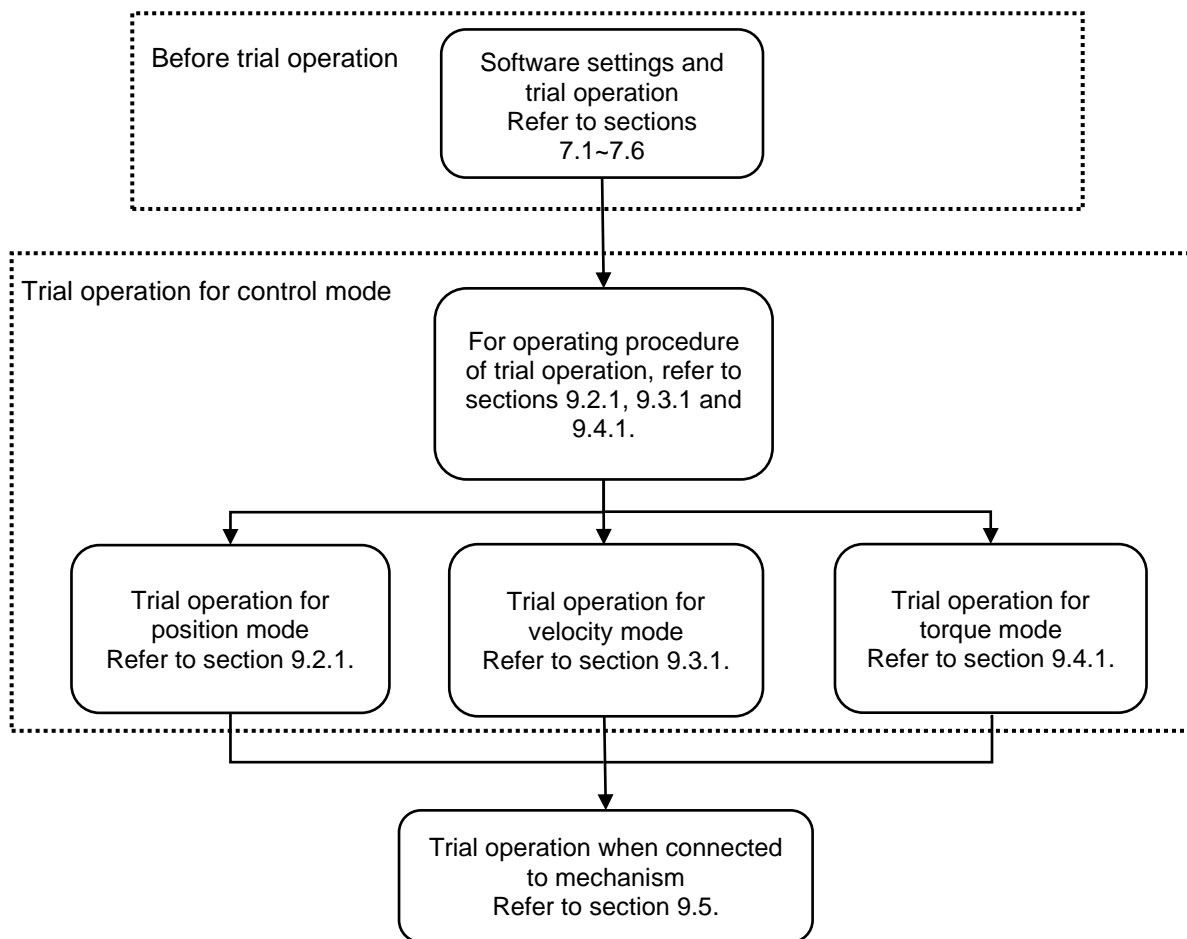 Before trial operation
Software settings and
trial operation
Refer to sections
7.1~7.6
Trial operation for control mode
For operating procedure
of trial operation, refer to
sections 9.2.1, 9.3.1 and
9.4.1.
Trial operation for
position mode
Refer to section 9.2.1.
Trial operation for
velocity mode
Refer to section 9.3.1.
Trial operation for
torque mode
Refer to section 9.4.1.
Trial operation when connected
to mechanism
Refer to section 9.5.